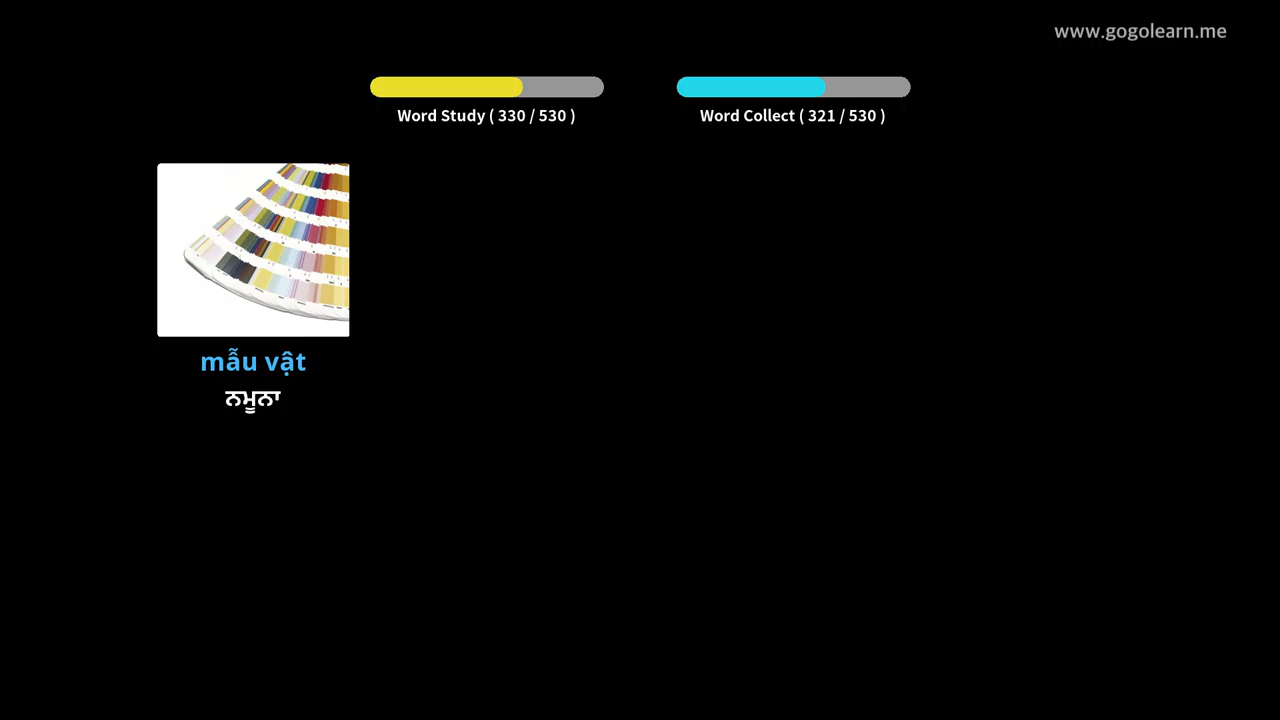 www.gogolearn.me
Word Study ( 330 / 530 )
Word Collect ( 321 / 530 )
mẫu vật
ਨਮੂਨਾ